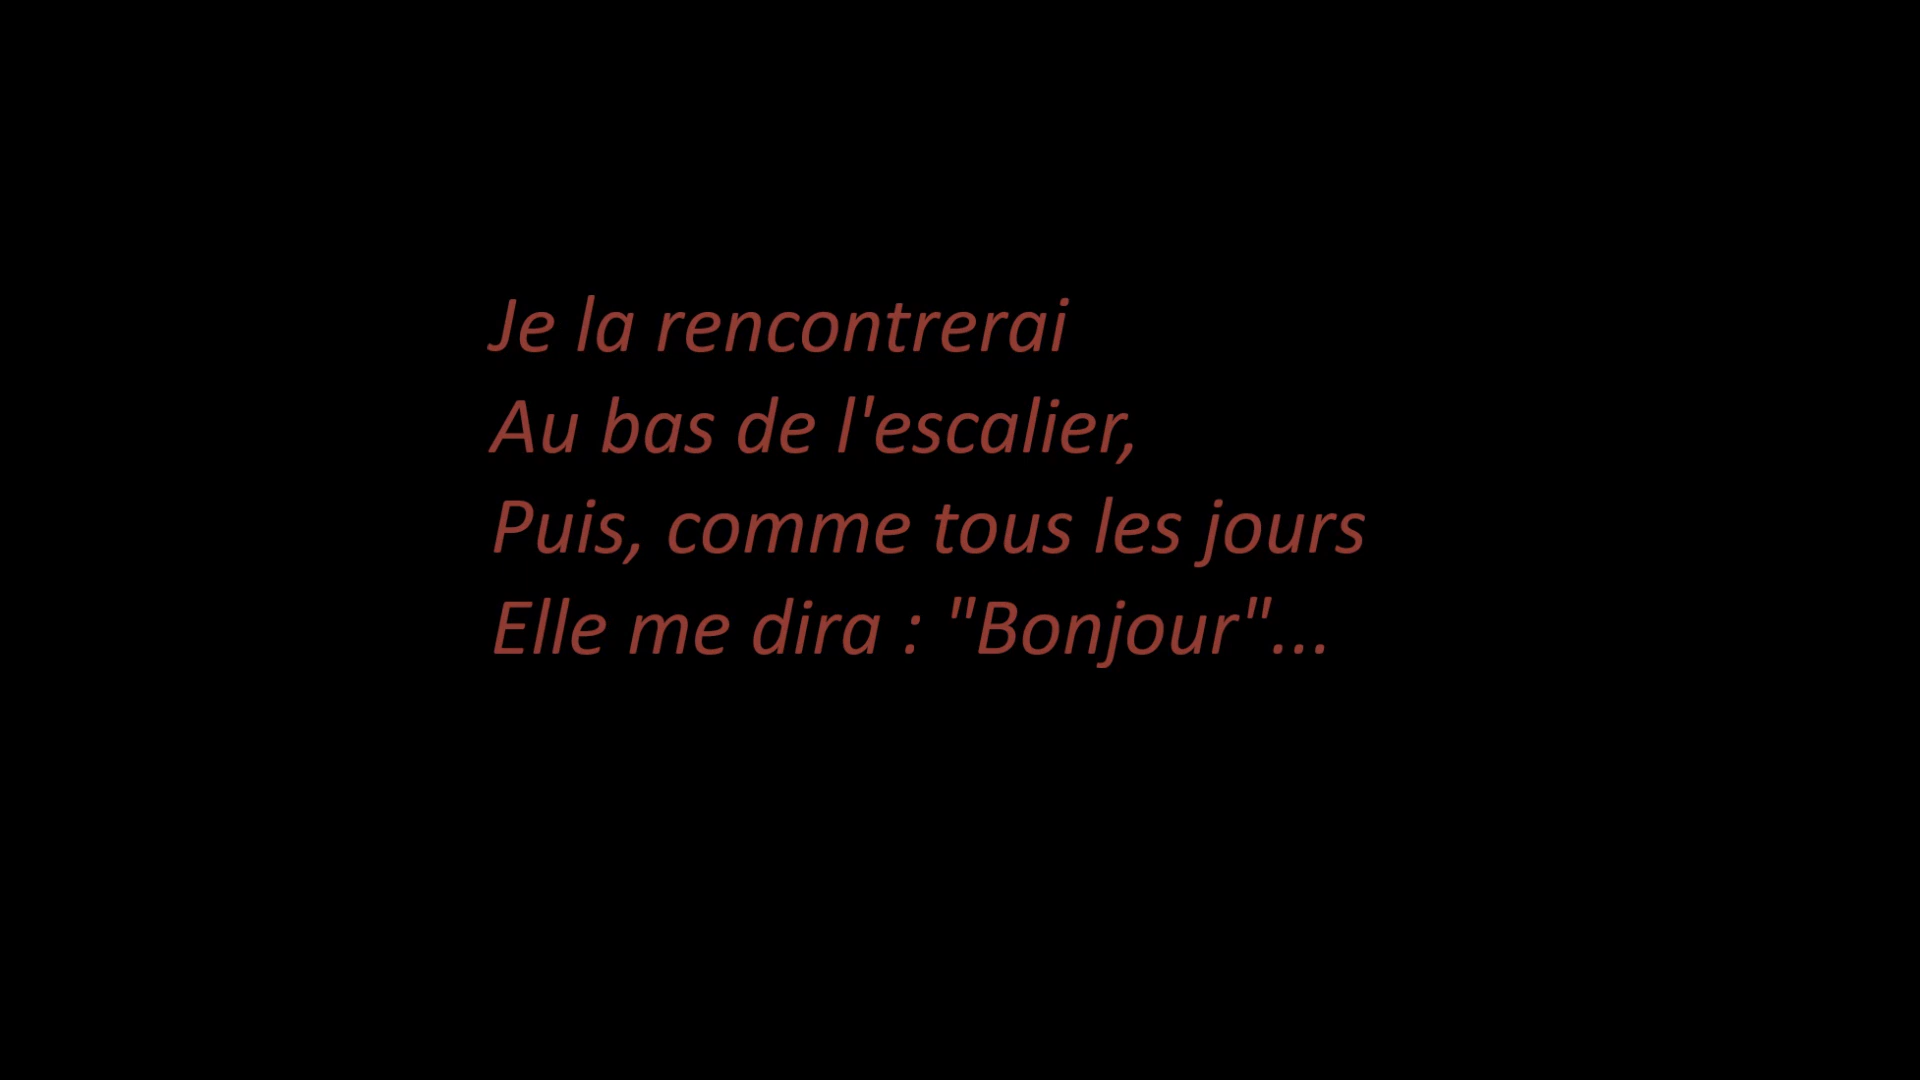 Je la rencontrerai
Au bas de l'escalier,
Puis, comme tous les jours
Elle me dira : "Bonjour"...